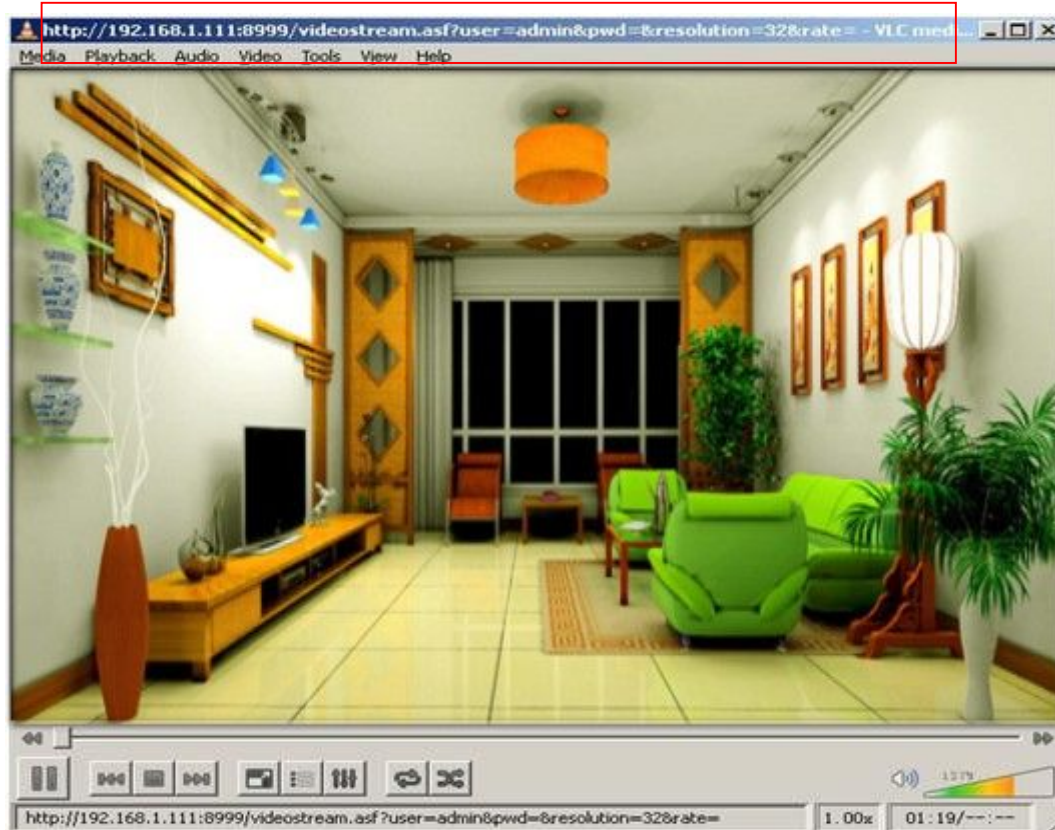 http://192.168.1.111:8999/videostream.asf?user=admin&pwd=&resolution=32&rate= - VLC med...
Media Playback Audio Video Tools View Help
http://192.168.1.111:8999/videostream.asf?user=admin&pwd=&resolution=32&rate=
1.00x
01:19/--:--